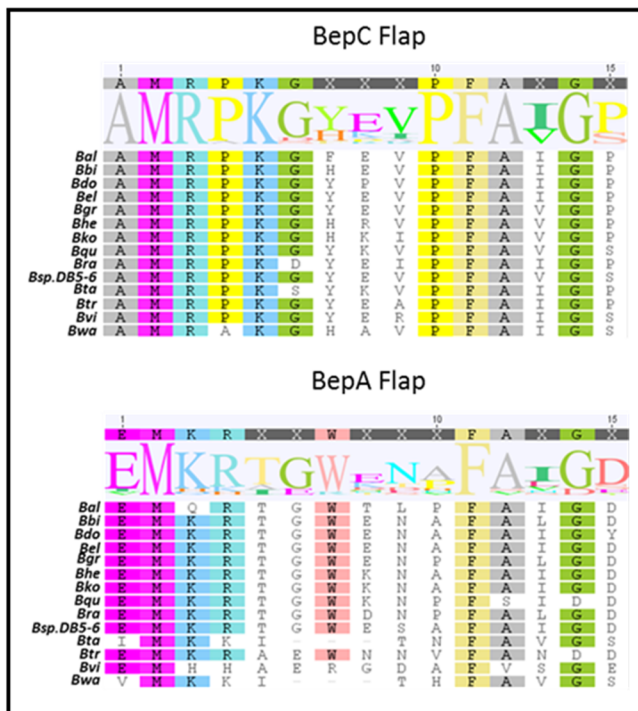 BepC Flap
1 10 15
A M R P K G X X X P F A X G X
AMRPKGYEVPFAIGP
Bal A M R P K G F E V P F A I G P
Bbi A M R P K G H E V P F A I G P
Bdo A M R P K G Y P V P F A I G P
Bel A M R P K G Y E V P F A I G P
Bgr A M R P K G Y E V P F A V G P
Bhe A M R P K G H R V P F A V G P
Bko A M R P K G H K I P F A I G P
Bqu A M R P K G Y K V P F A V G S
Bra A M R P K D Y E I P F A I G P
Bsp.DB5-6 A M R P K G Y E V P F A V G S
Bta A M R P K S Y K V P F A I G P
Btr A M R P K G Y E A P F A I G P
Bvi A M R P K G Y E R P F A I G S
Bwa A M R A K G H A V P F A I G S
BepA Flap
1 10 15
E M K R X X W X X X F A X G X
EMKRTGWENAFAIGD
Bal E M Q R T G W T L P F A I G D
Bbi E M K R T G W E N A F A L G D
Bdo E M K R T G W E N A F A I G Y
Bel E M K R T G W E N A F A I G D
Bgr E M K R T G W E N P F A L G D
Bhe E M K R T G W K N A F A I G D
Bko E M K R T G W K N A F A I G D
Bqu E M K R T G W K N P F S I D D
Bra E M K R T G W D N P F A L G D
Bsp.DB5-6 E M K R T G W E S A F A I G D
Bta I M K K I - - - T N F A V G S
Btr E M K R A E W N N V F A N D D
Bvi E M H H A E R G D A F V S G E
Bwa V M K K I - - - T H F A V G S